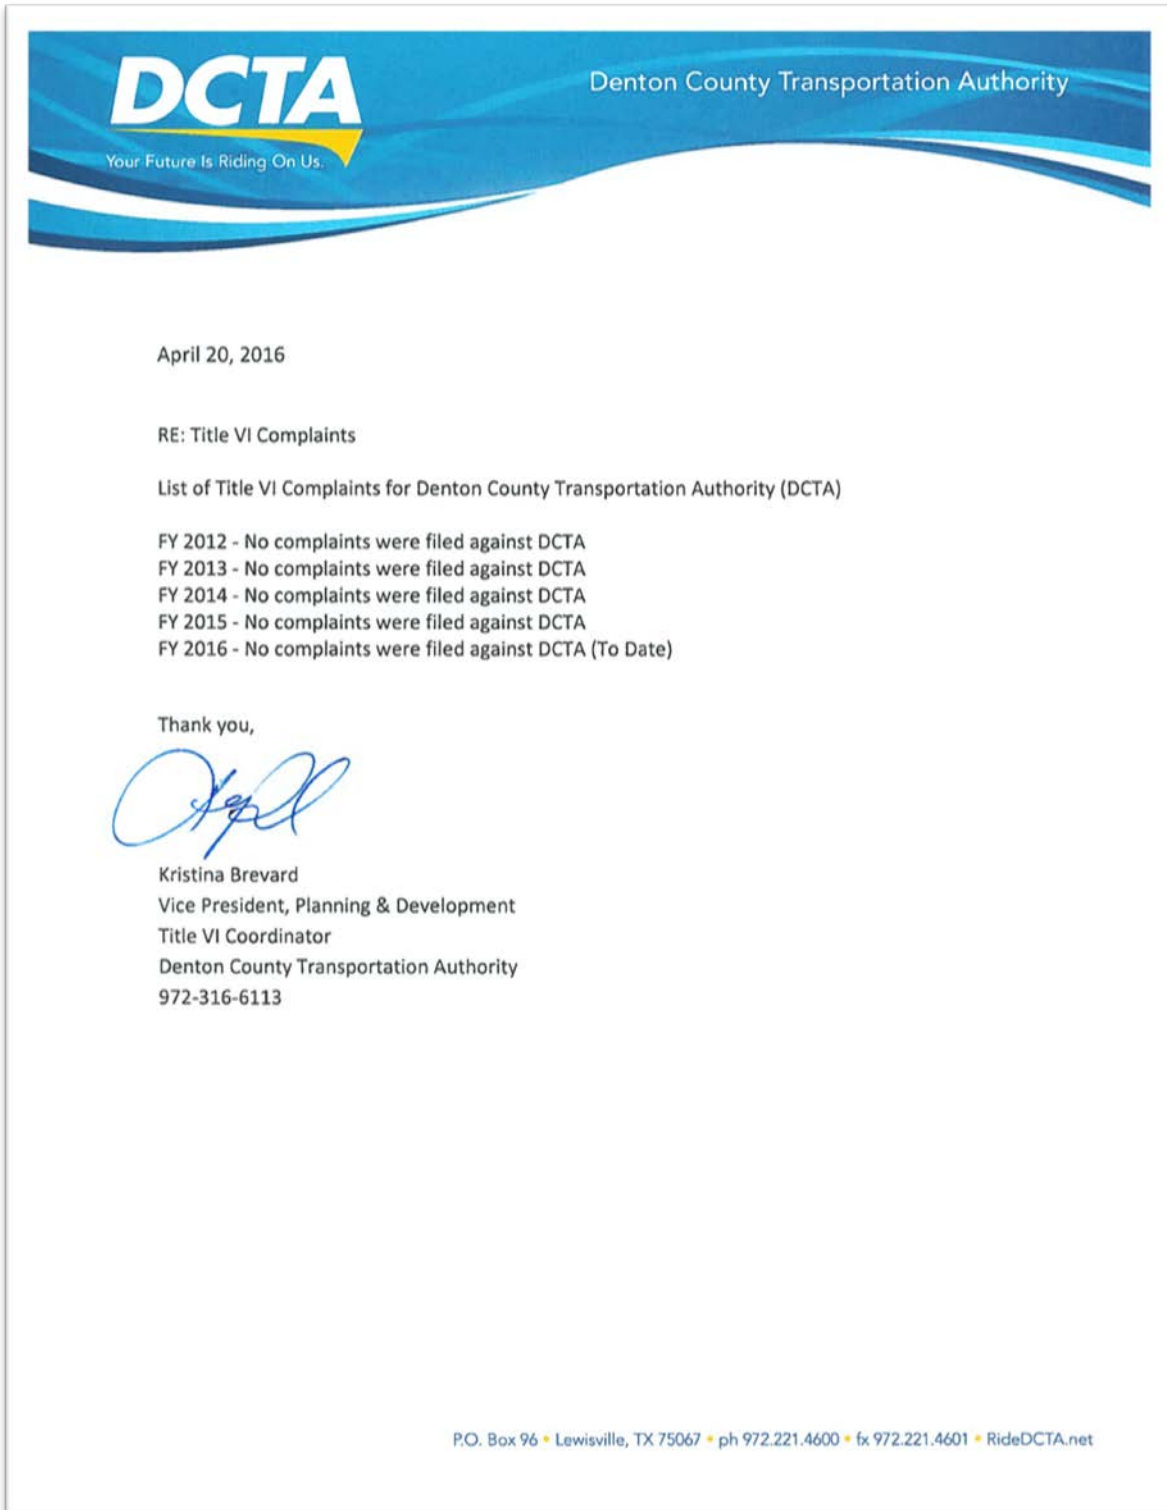 DCTA
Your Future Is Riding On Us.
Denton County Transportation Authority
April 20, 2016
RE: Title VI Complaints
List of Title VI Complaints for Denton County Transportation Authority (DCTA)
FY 2012 - No complaints were filed against DCTA
FY 2013 - No complaints were filed against DCTA
FY 2014 - No complaints were filed against DCTA
FY 2015 - No complaints were filed against DCTA
FY 2016 - No complaints were filed against DCTA (To Date)
Thank you,
Kristina Brevard
Vice President, Planning & Development
Title VI Coordinator
Denton County Transportation Authority
972-316-6113
P.O. Box 96 • Lewisville, TX 75067 • ph 972.221.4600 • fx 972.221.4601 • RideDCTA.net